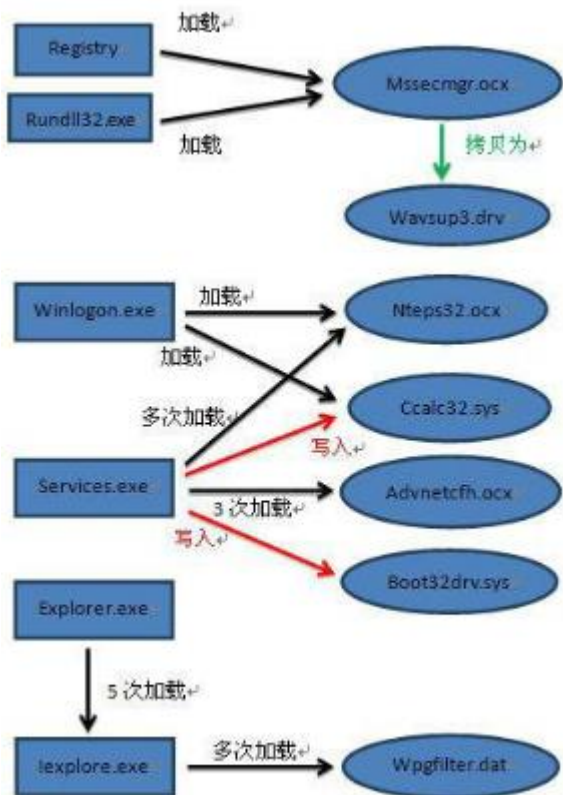 Registry
加载
Mssecmgr.ocx
Rundll32.exe
加载
拷贝为
Wavsup3.drv
Winlogon.exe
加载
Nteps32.ocx
加载
多次加载
Ccalc32.sys
写入
Services.exe
3 次加载
Advnetcfh.ocx
写入
Boot32drv.sys
Explorer.exe
5 次加载
Iexplore.exe
多次加载
Wpgfilter.dat